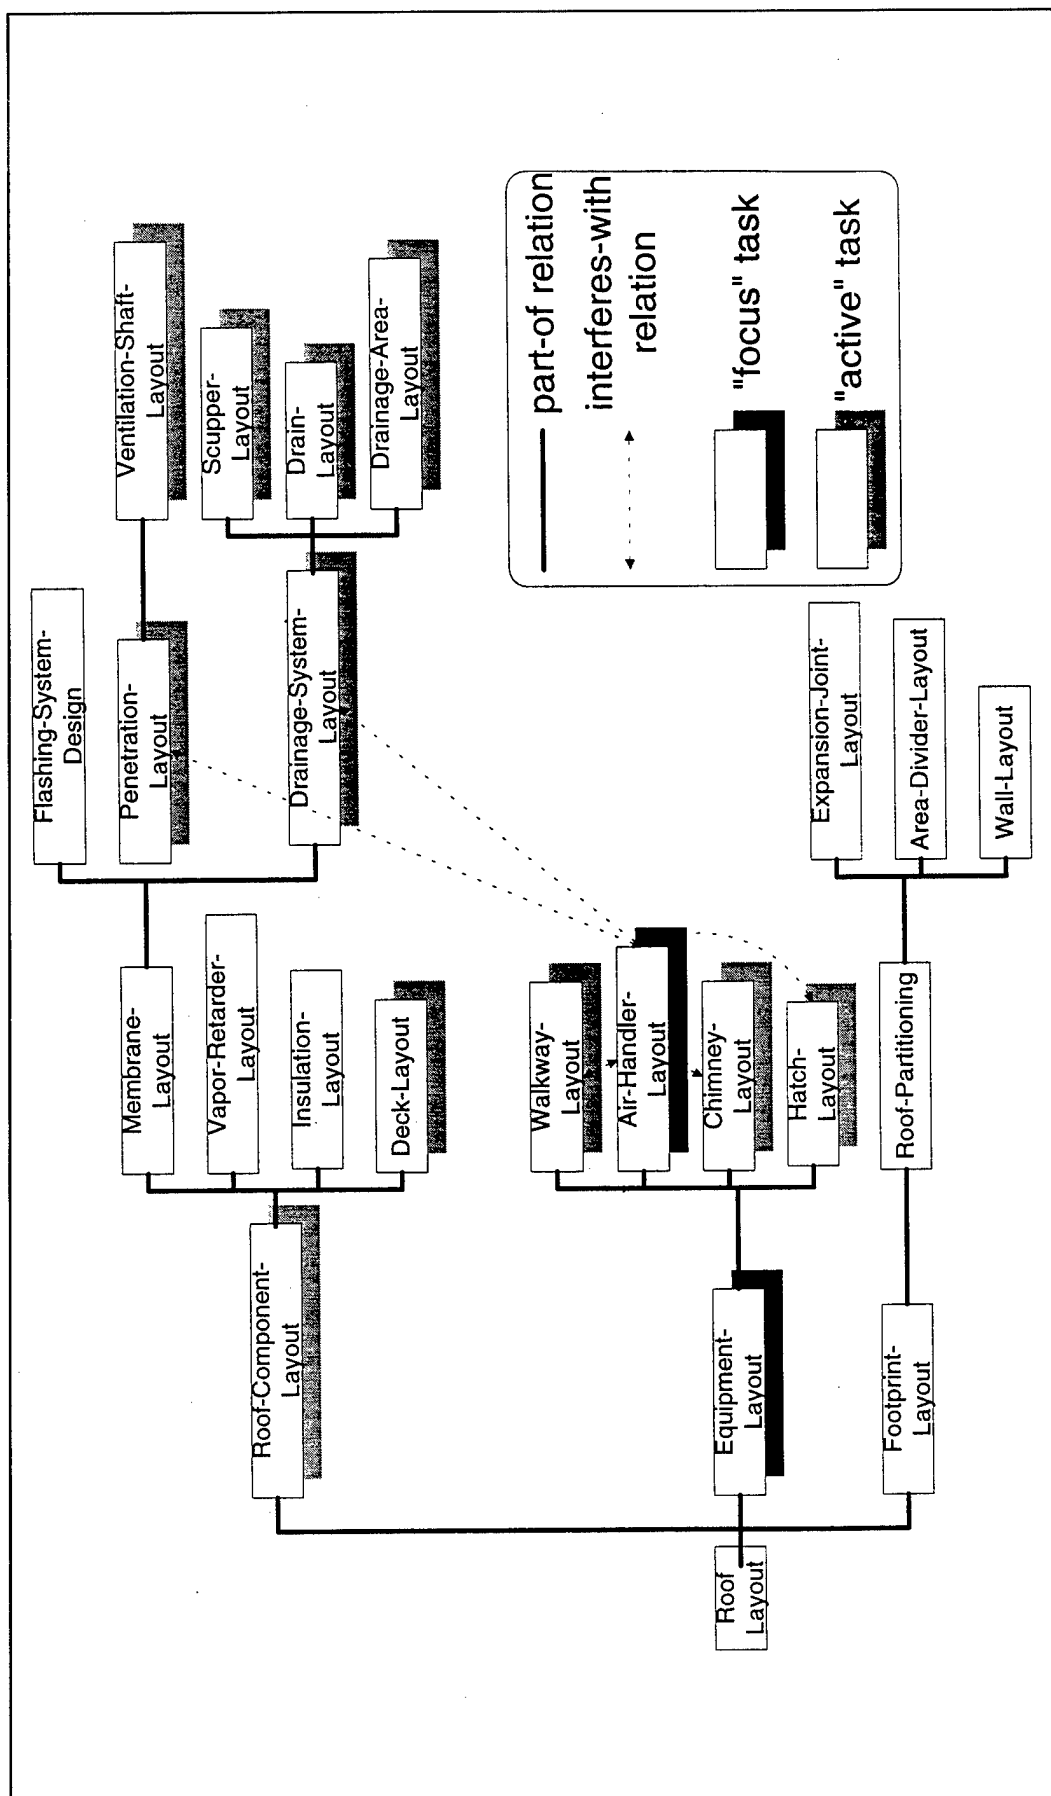 Flashing-System-
Design
Ventilation-Shaft-
Layout
Penetration-
Layout
Membrane-
Layout
Scupper-
Layout
Vapor-Retarder-
Layout
Roof-Component-
Layout
Drain-
Layout
Drainage-System-
Layout
Insulation-
Layout
Drainage-Area-
Layout
Deck-Layout
Walkway-
Layout
Air-Handler-
Layout
Chimney-
Layout
Hatch-
Layout
Equipment-
Layout
Roof
Layout
Expansion-Joint-
Layout
Roof-Partitioning
Area-Divider-Layout
Footprint-
Layout
Wall-Layout
part-of relation
interferes-with
relation
"focus" task
"active" task